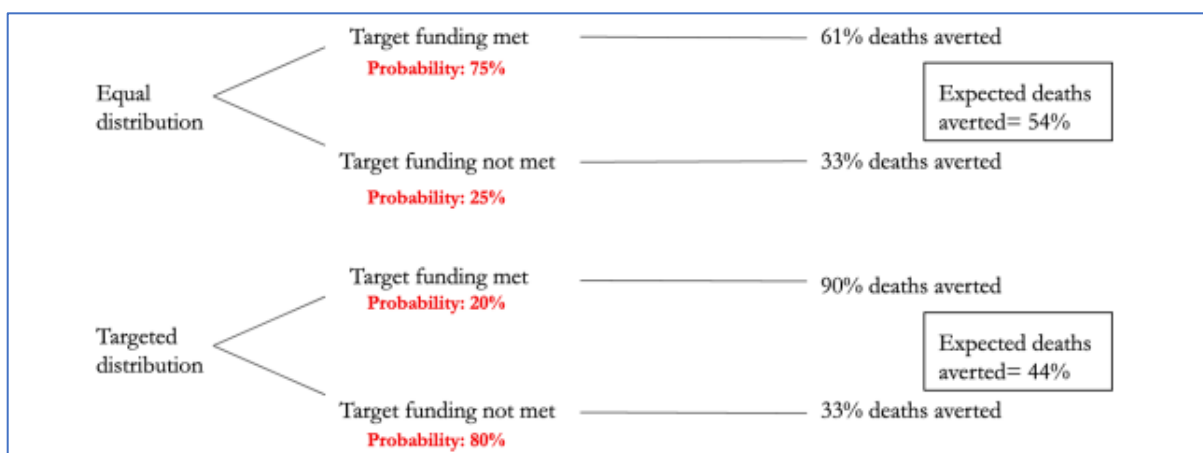 Target funding met
61% deaths averted
Probability: 75%
Equal
distribution
Expected deaths
averted= 54%
Target funding not met
33% deaths averted
Probability: 25%
Target funding met
90% deaths averted
Probability: 20%
Targeted
distribution
Expected deaths
averted= 44%
Target funding not met
33% deaths averted
Probability: 80%